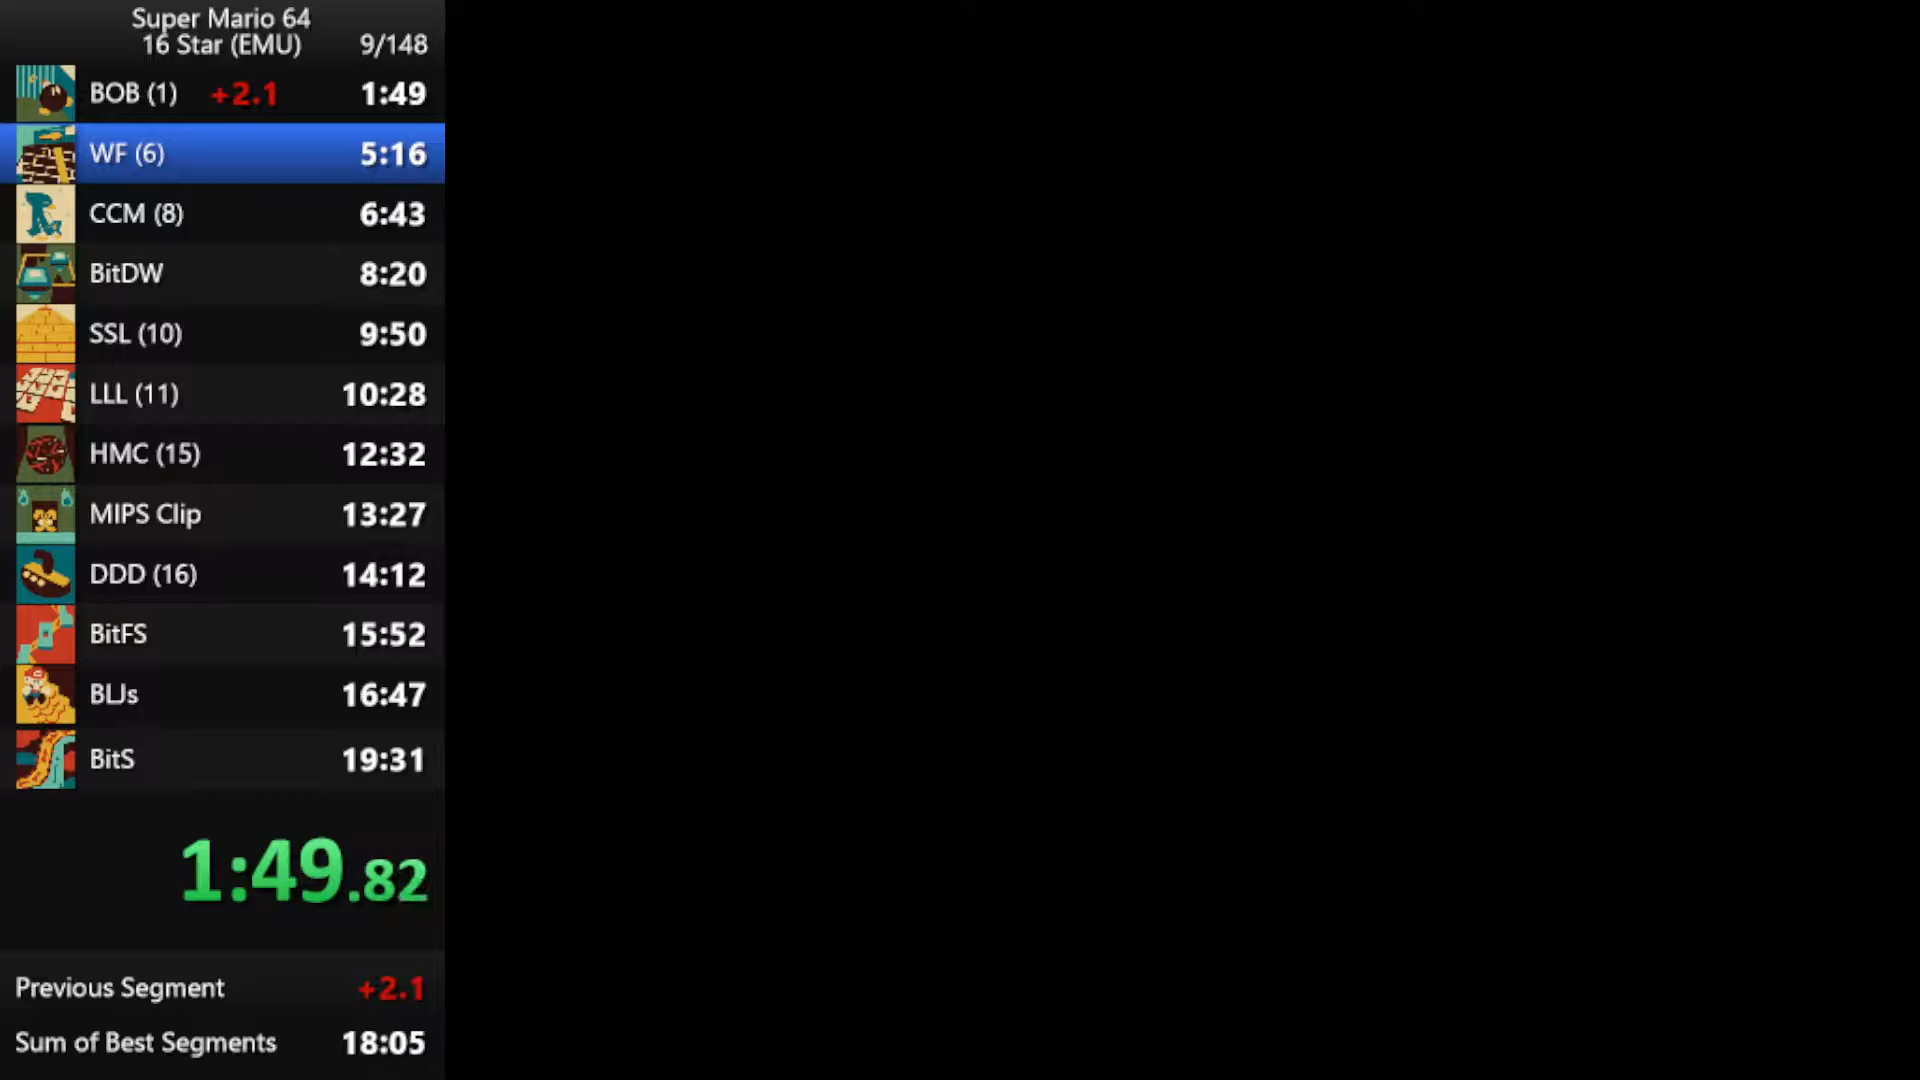 Super Mario 64
16 Star (EMU) 9/148
BOB (1) +2.1 1:49
WF (6) 5:16
CCM (8) 6:43
BitDW 8:20
SSL (10) 9:50
LLL (11) 10:28
HMC (15) 12:32
MIPS Clip 13:27
DDD (16) 14:12
BitFS 15:52
BLJs 16:47
BitS 19:31
1:49.82
Previous Segment +2.1
Sum of Best Segments 18:05